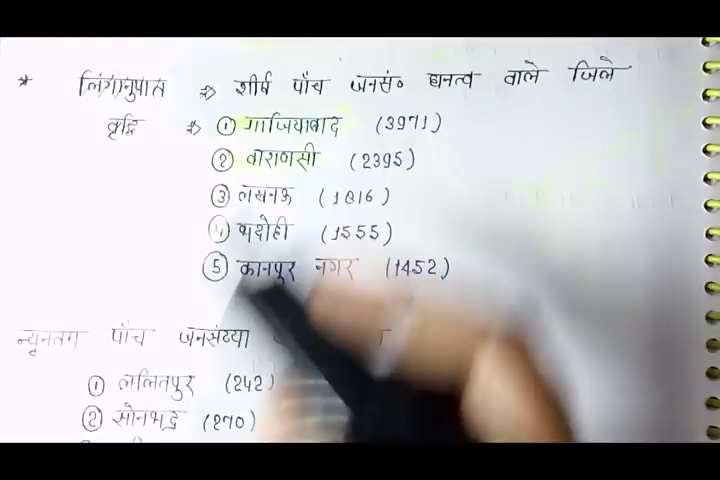 * लिंगानुपात ⇒ शीर्ष पाँच जनसं० घनत्व वाले जिले
वृद्धि ⇒ ① गाजियाबाद (3971)
② वाराणसी (2395)
③ लखनऊ (1816)
④ भदोही (1555)
⑤ कानपुर नगर (1452)
न्यूनतम पाँच जनसंख्या
① ललितपुर (242)
② सोनभद्र (270)